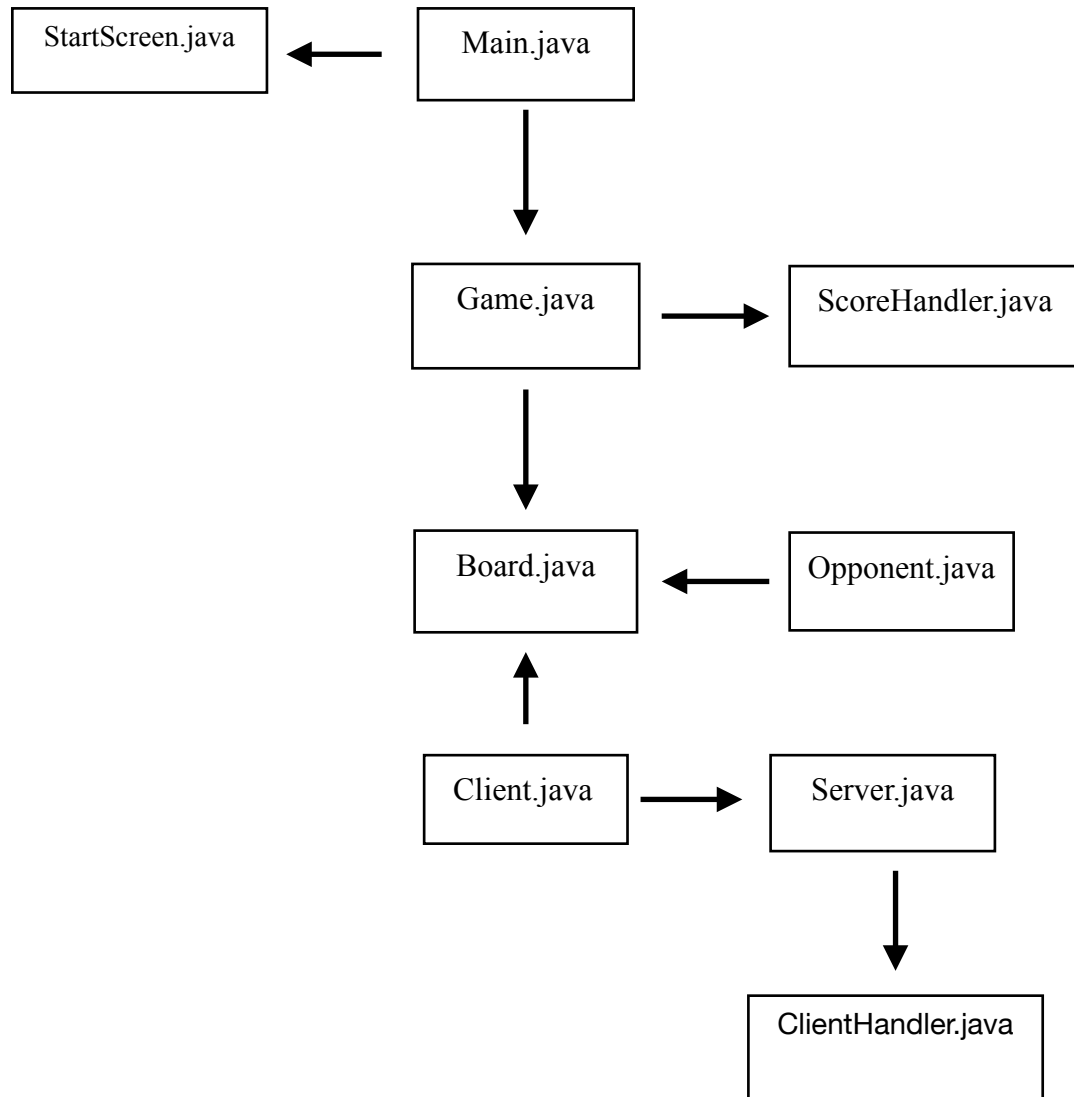 StartScreen.java
Main.java
Game.java
ScoreHandler.java
Board.java
Opponent.java
Client.java
Server.java
ClientHandler.java